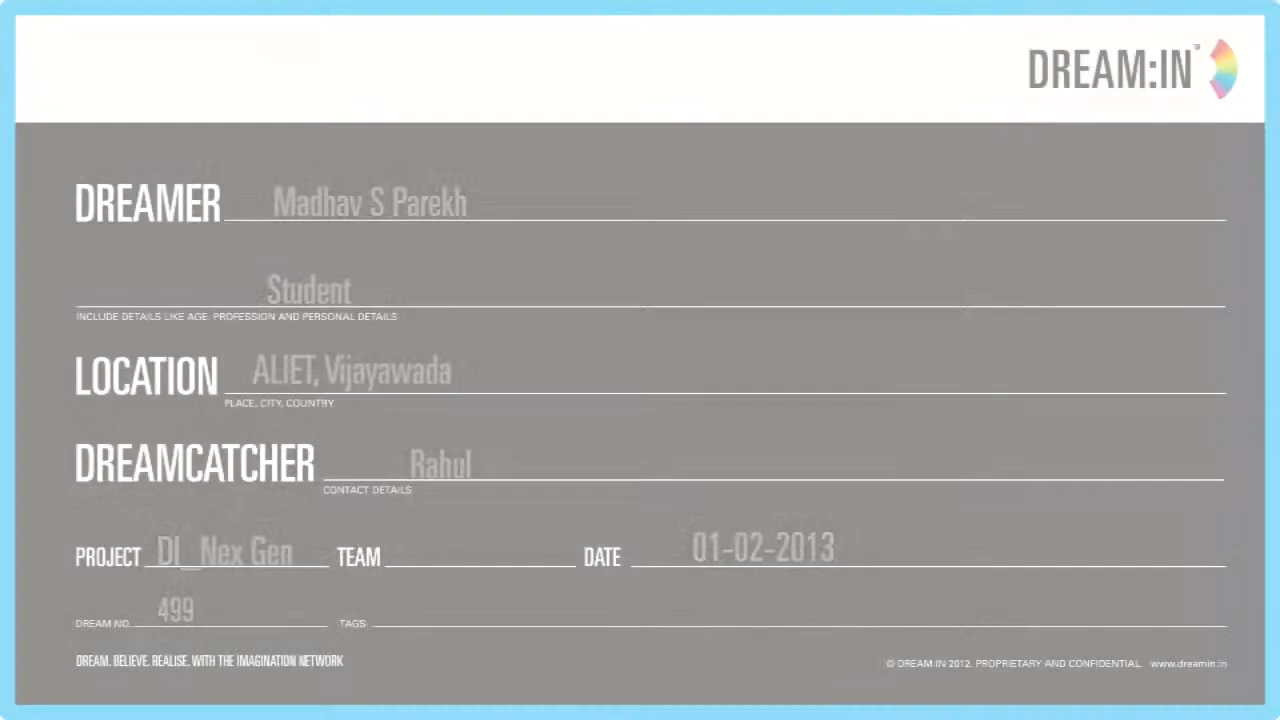 DREAM:IN™
DREAMER Madhav S Parekh
Student
INCLUDE DETAILS LIKE AGE, PROFESSION AND PERSONAL DETAILS
LOCATION ALIET, Vijayawada
PLACE, CITY, COUNTRY
DREAMCATCHER Rahul
CONTACT DETAILS
PROJECT DI_Nex Gen TEAM DATE 01-02-2013
DREAM NO. 499 TAGS
DREAM. BELIEVE. REALISE. WITH THE IMAGINATION NETWORK
© DREAM:IN 2012. PROPRIETARY AND CONFIDENTIAL. www.dreamin.in